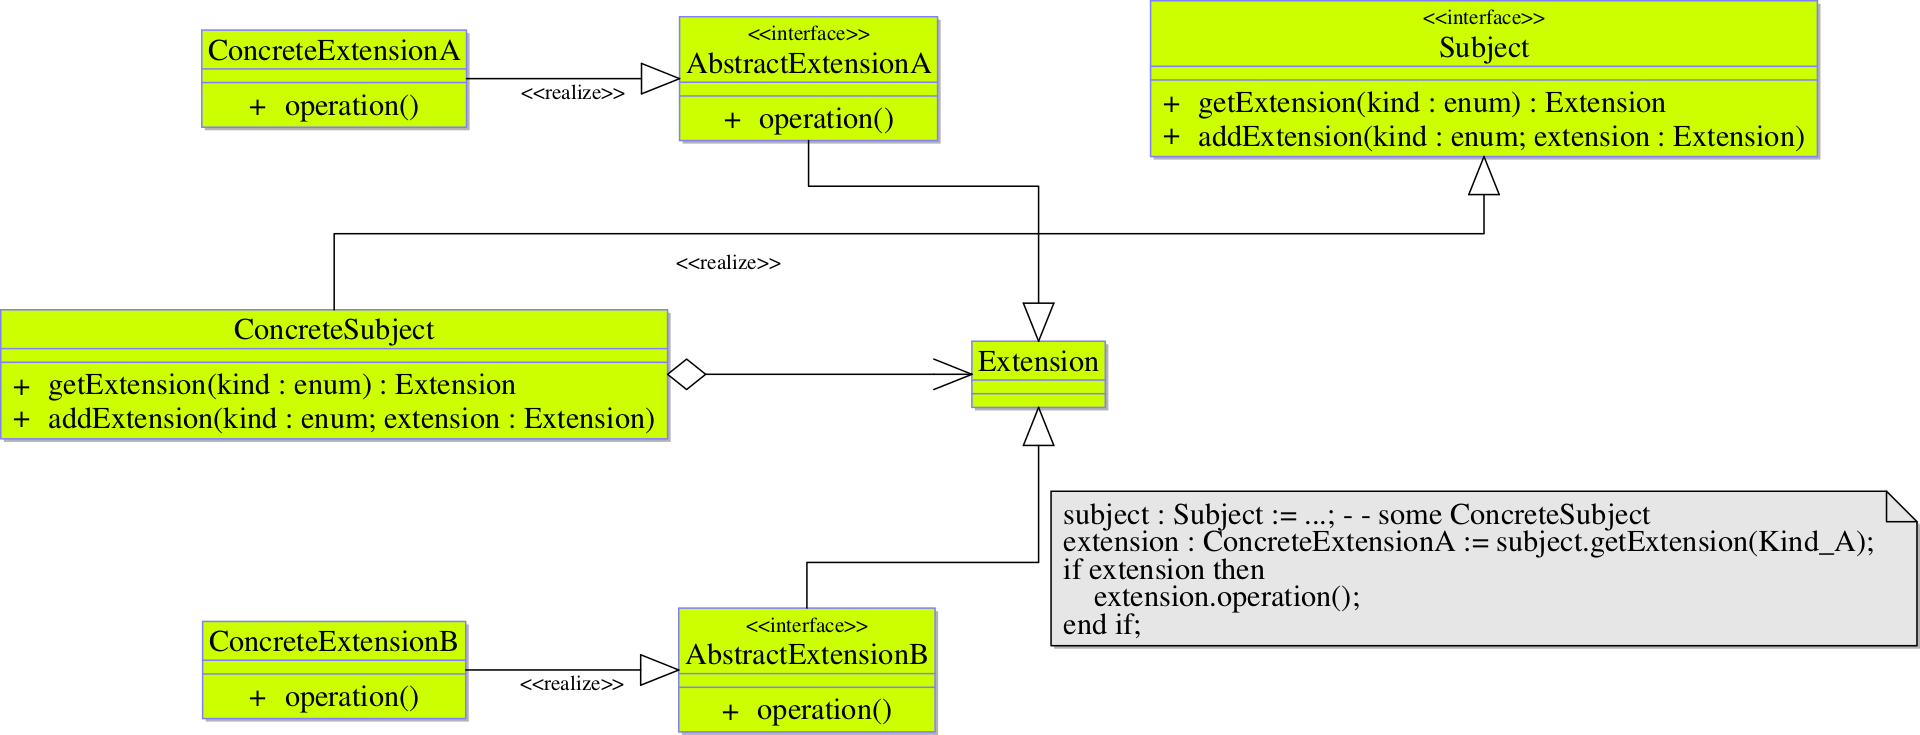 ConcreteExtensionA
+ operation()
<<realize>>
<<interface>>
AbstractExtensionA
+ operation()
<<interface>>
Subject
+ getExtension(kind : enum) : Extension
+ addExtension(kind : enum; extension : Extension)
<<realize>>
ConcreteSubject
+ getExtension(kind : enum) : Extension
+ addExtension(kind : enum; extension : Extension)
Extension
subject : Subject := ...; - - some ConcreteSubject
extension : ConcreteExtensionA := subject.getExtension(Kind_A);
if extension then
extension.operation();
end if;
ConcreteExtensionB
+ operation()
<<realize>>
<<interface>>
AbstractExtensionB
+ operation()